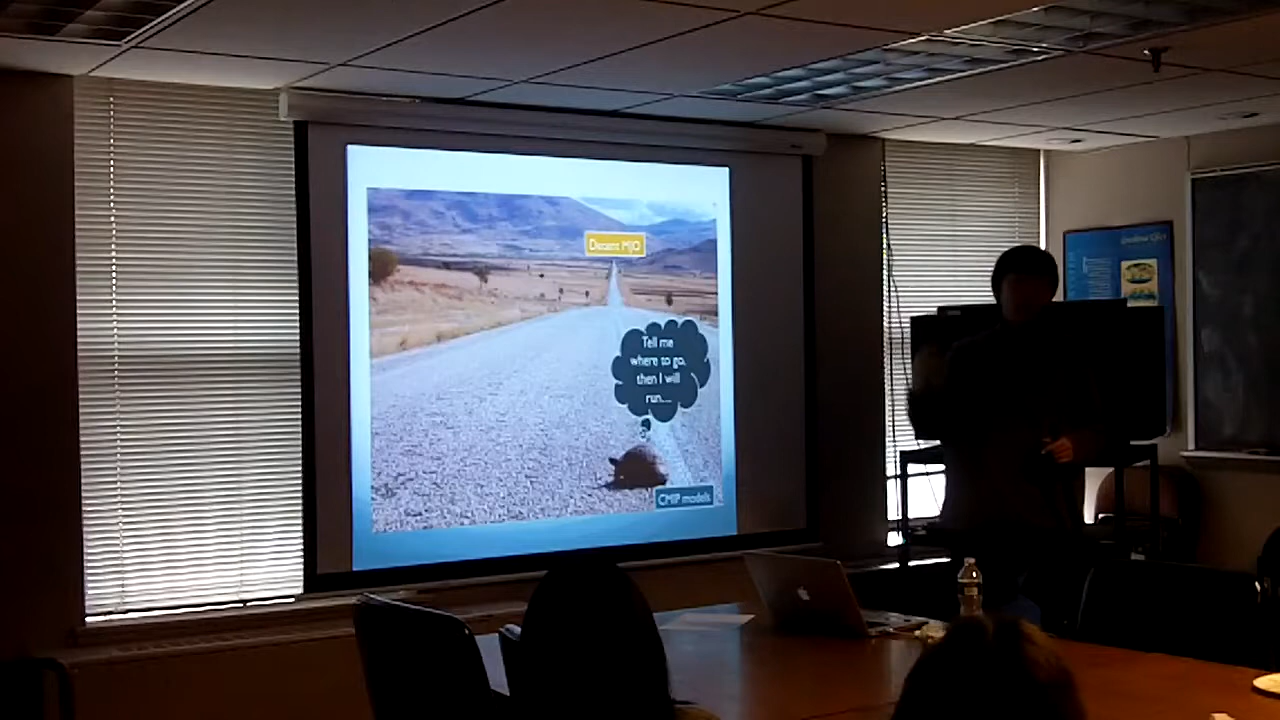 Decent MJO
Tell me
where to go,
then I will
run....
CMIP models